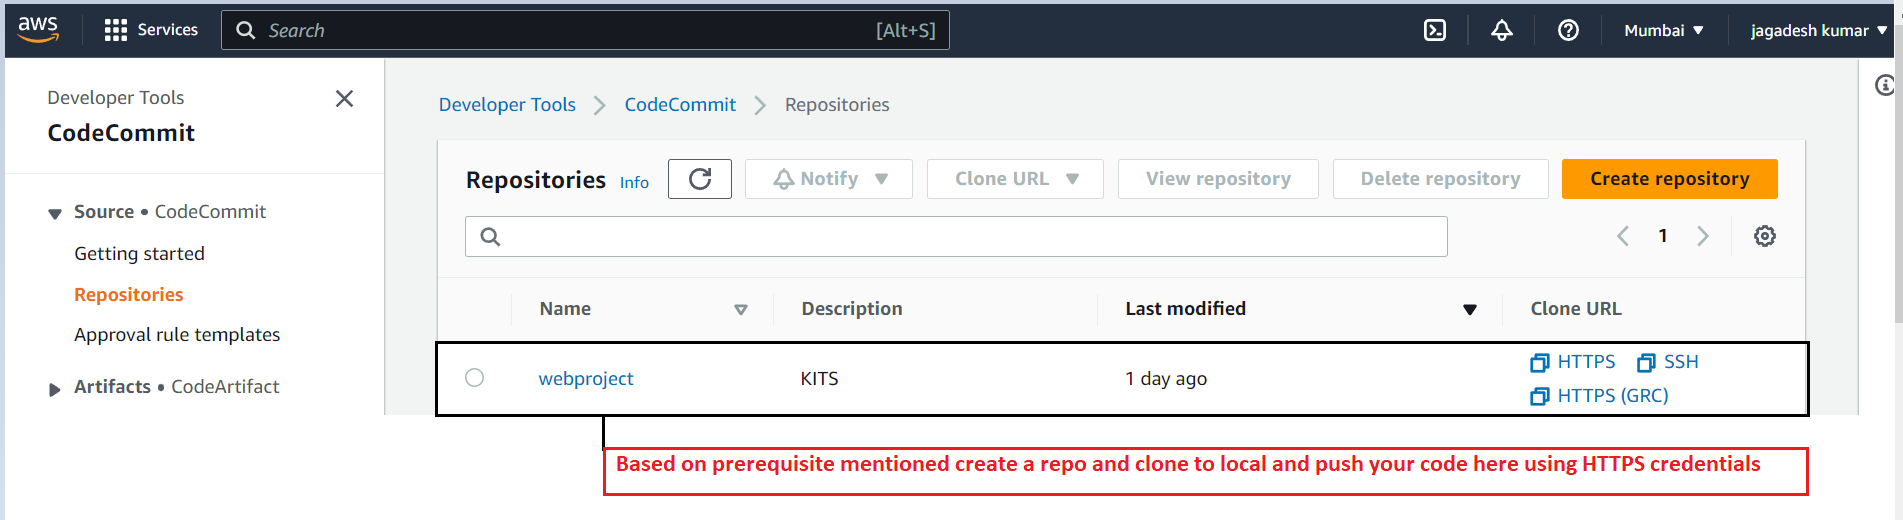 aws
Services
Search [Alt+S]
Mumbai ▼
jagadesh kumar ▼
Developer Tools
CodeCommit
Source • CodeCommit
Getting started
Repositories
Approval rule templates
Artifacts • CodeArtifact
Developer Tools > CodeCommit > Repositories
Repositories Info
Notify ▼
Clone URL ▼
View repository
Delete repository
Create repository
< 1 >
Name Description Last modified Clone URL
webproject KITS 1 day ago HTTPS SSH
HTTPS (GRC)
Based on prerequisite mentioned create a repo and clone to local and push your code here using HTTPS credentials